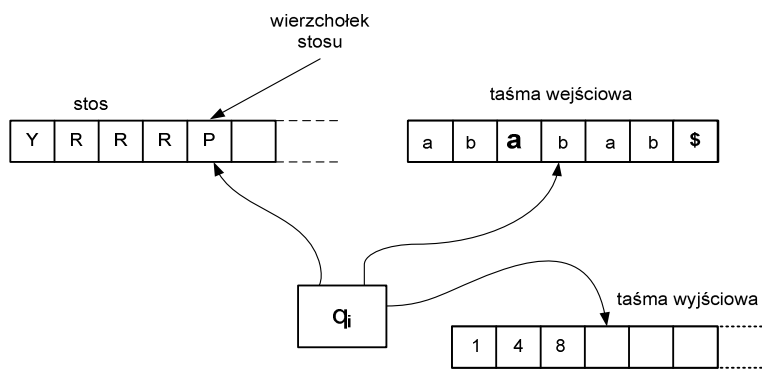 wierzchołek
stosu
stos
taśma wejściowa
Y R R R P
a b a b a b $
qi
taśma wyjściowa
1 4 8